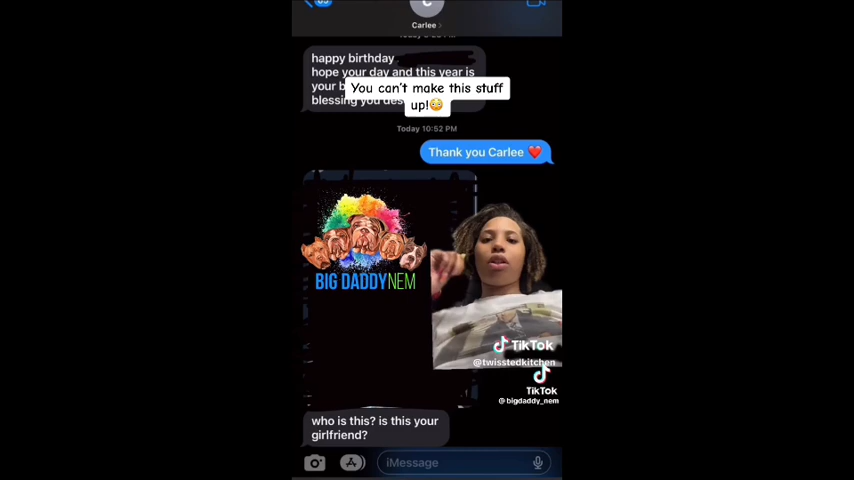 Carlee
happy birthday
hope your day and this year is
your b
blessing you des
You can't make this stuff
up!😳
Today 10:52 PM
Thank you Carlee ❤️
BIG DADDYNEM
TikTok
@twisstedkitchen
TikTok
@bigdaddy_nem
who is this? is this your
girlfriend?
iMessage